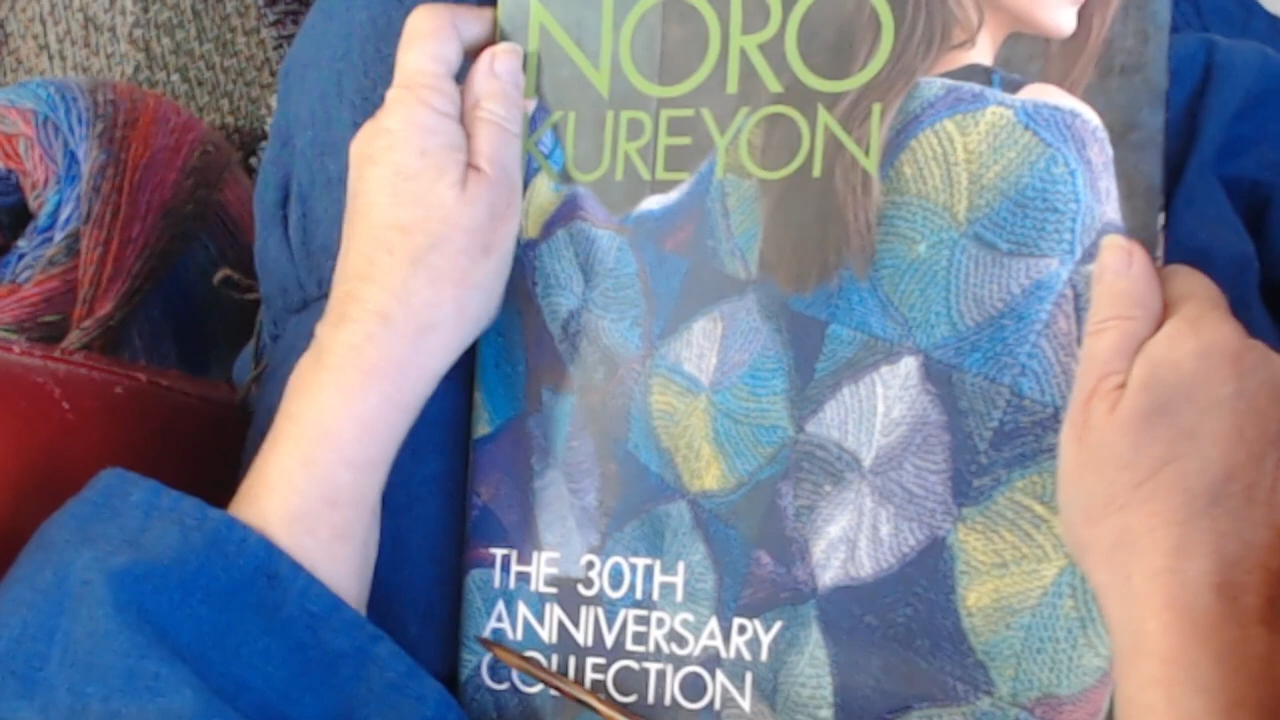 NORO
KUREYON
THE 30TH
ANNIVERSARY
COLLECTION